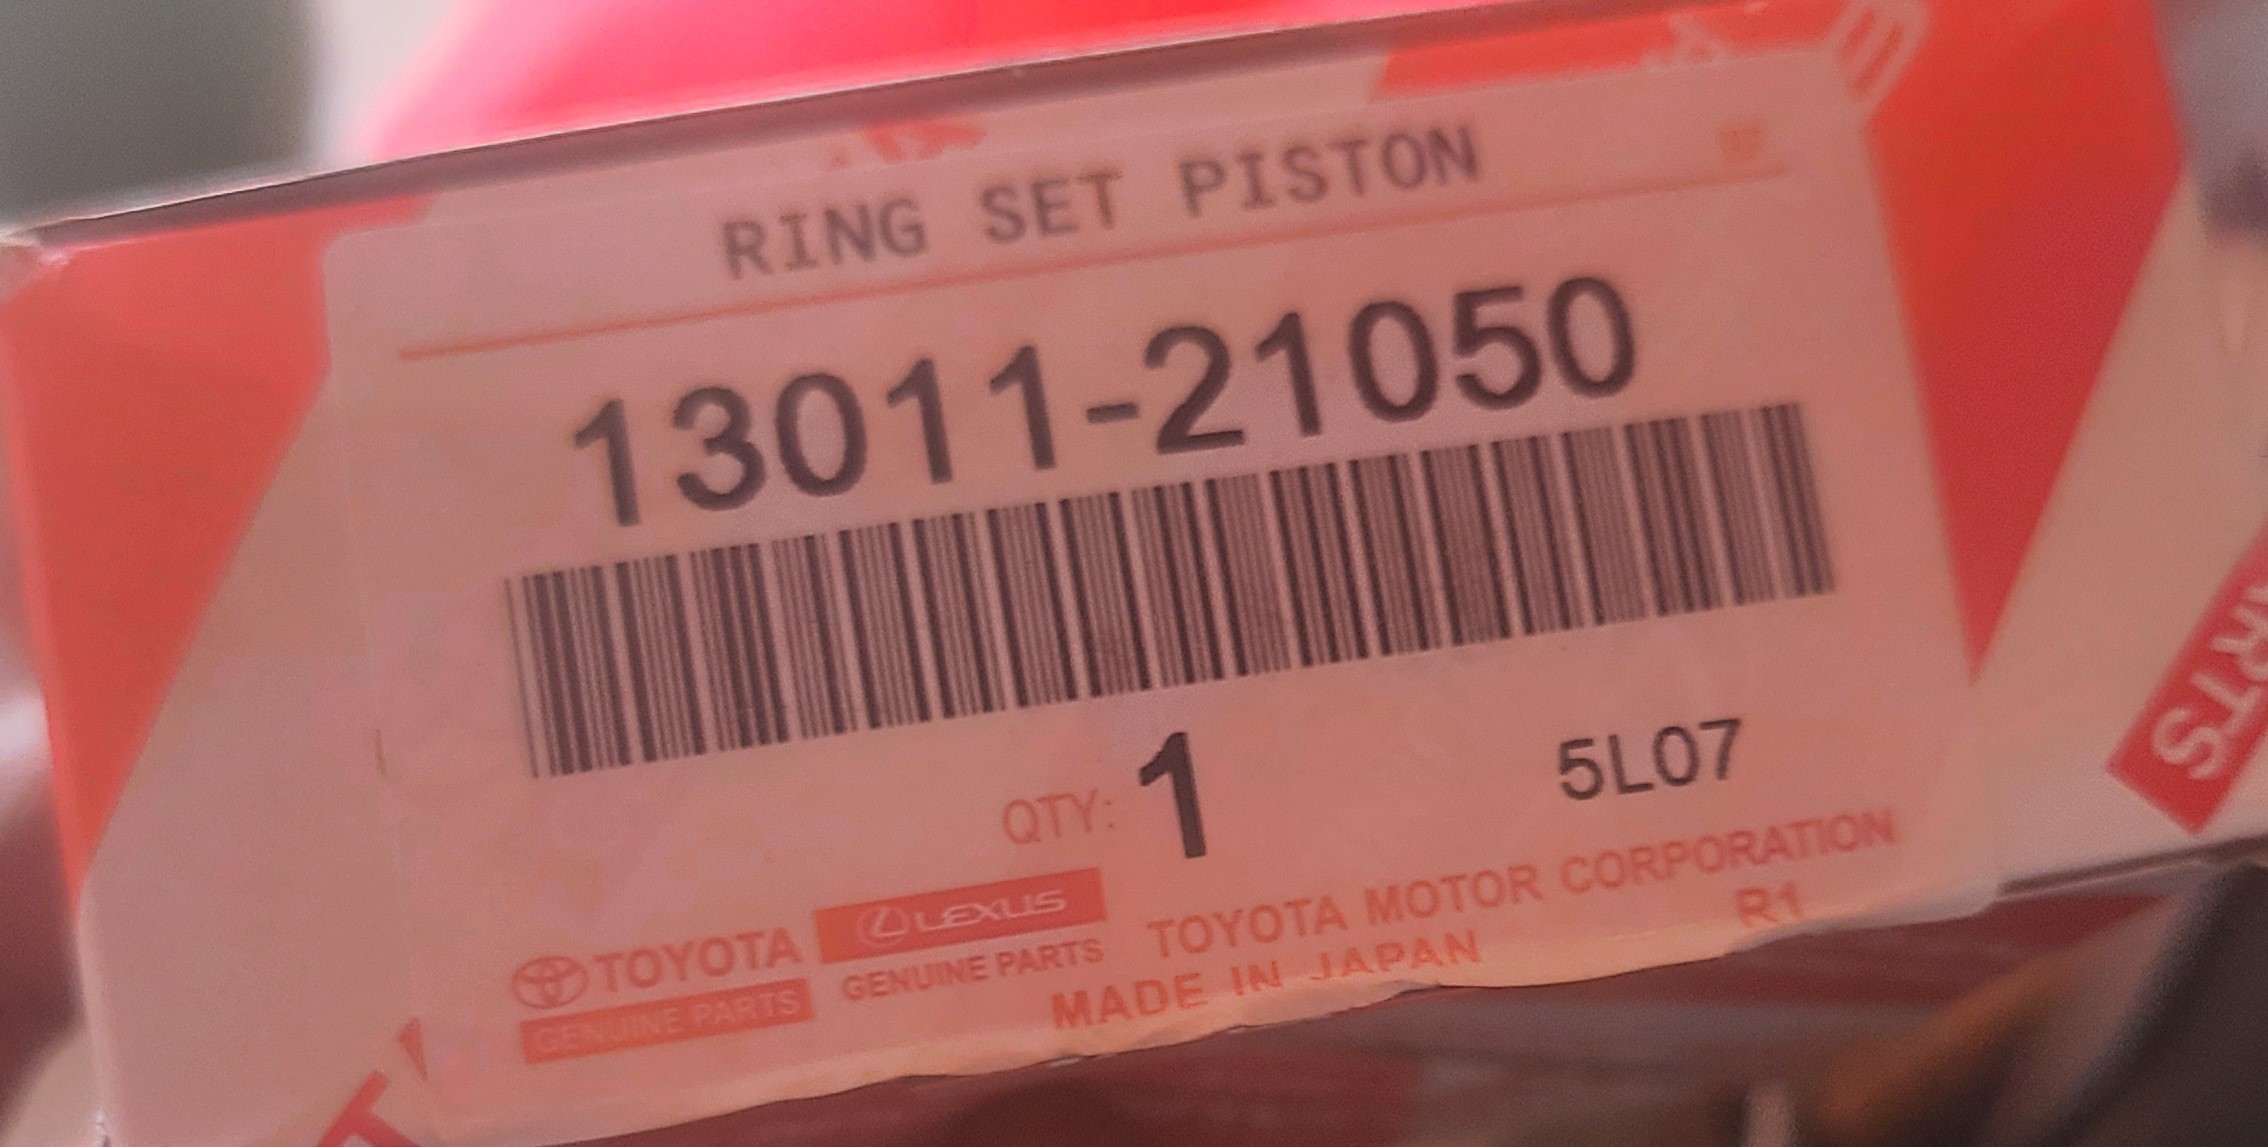 RING SET PISTON
13011-21050
QTY: 1
5L07
TOYOTA
GENUINE PARTS
LEXUS
GENUINE PARTS
TOYOTA MOTOR CORPORATION
MADE IN JAPAN
R1